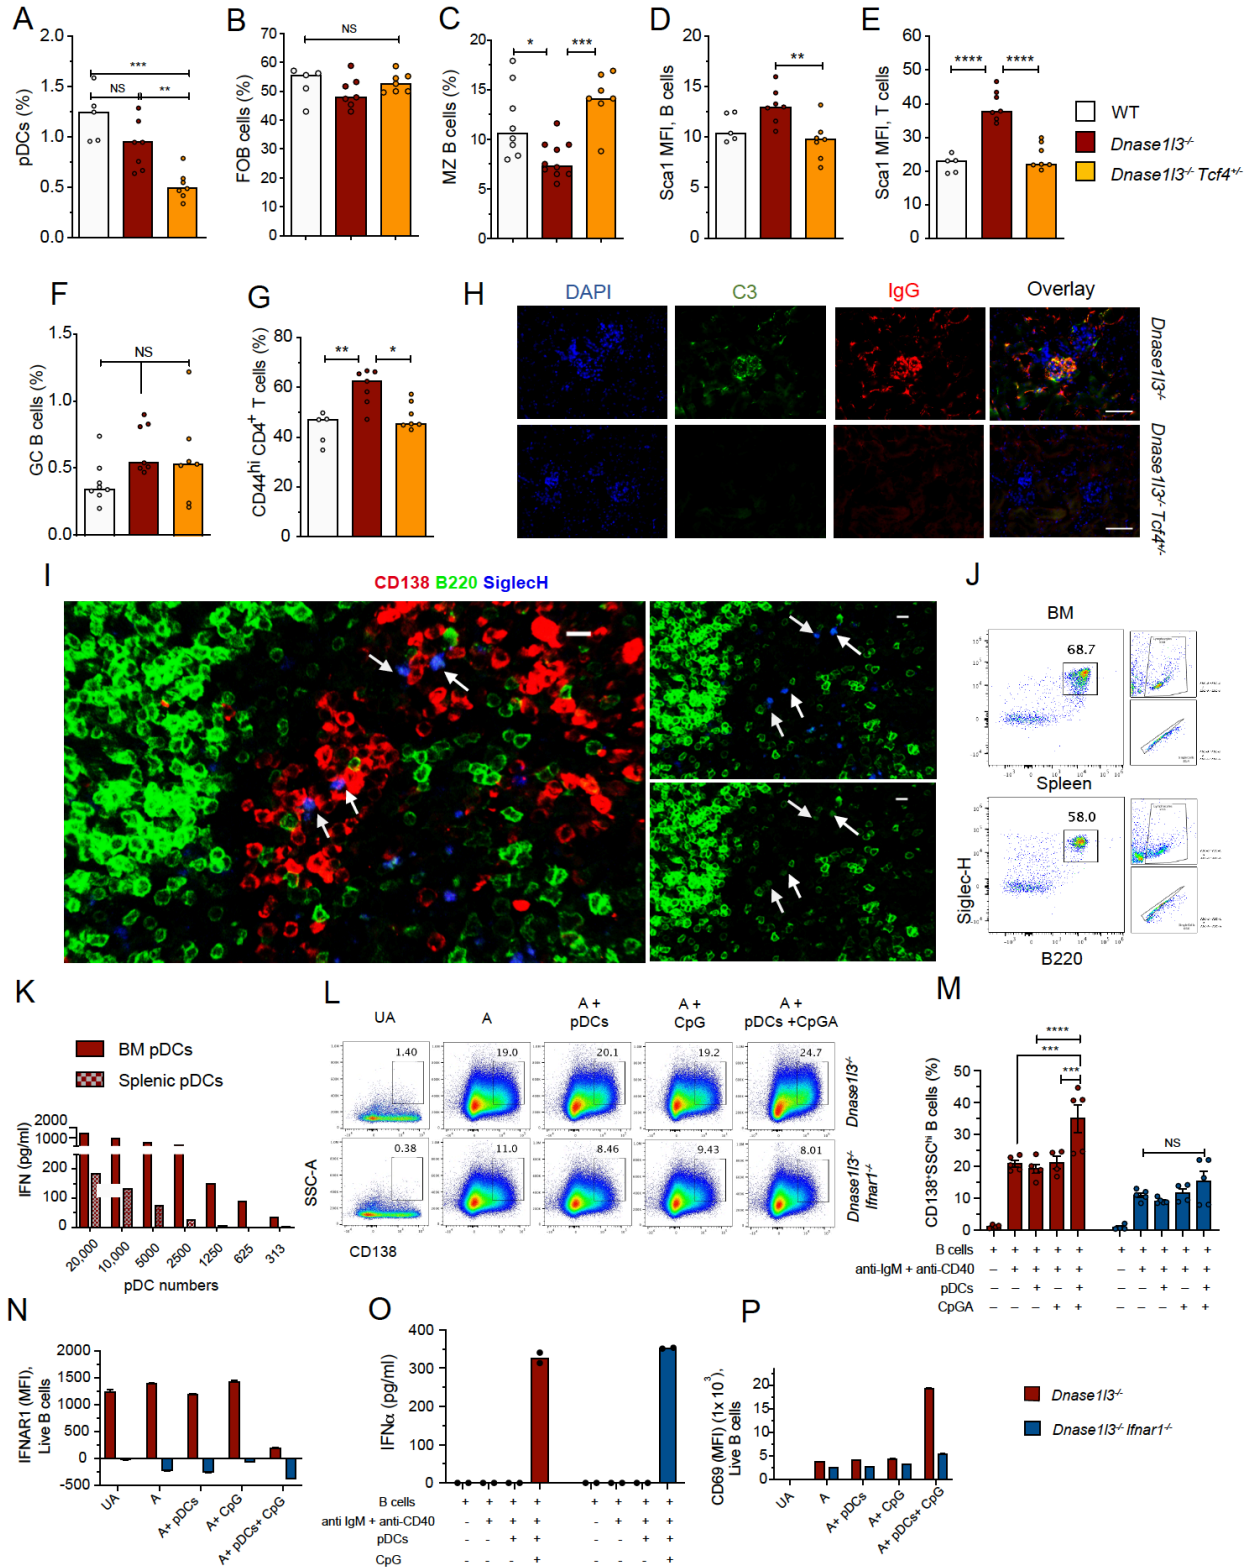 A
pDCs (%)
2.0
1.5
1.0
0.5
0.0
***
NS
**
B
FOB cells (%)
70
60
50
40
30
20
10
0
NS
C
MZ B cells (%)
20
15
10
5
0
*
***
D
Sca1 MFI, B cells
20
15
10
5
0
**
E
Sca1 MFI, T cells
60
50
40
30
20
10
0
****
****
WT
Dnase1l3-/-
Dnase1l3-/- Tcf4+/-
F
GC B cells (%)
1.5
1.0
0.5
0.0
NS
G
CD44hi CD4+ T cells (%)
80
60
40
20
0
**
*
H
DAPI
C3
IgG
Overlay
Dnase1l3-/-
Dnase1l3-/- Tcf4+/-
I
CD138 B220 SiglecH
J
BM
68.7
Spleen
58.0
Siglec-H
B220
K
BM pDCs
Splenic pDCs
IFN (pg/ml)
2000
1000
200
100
0
20,000
10,000
5000
2500
1250
625
313
pDC numbers
L
UA
A
A +
pDCs
A +
CpG
A +
pDCs +CpGA
1.40
19.0
20.1
19.2
24.7
Dnase1l3-/-
0.38
11.0
8.46
9.43
8.01
Dnase1l3-/-
Ifnar1-/-
SSC-A
CD138
M
CD138+SSChi B cells (%)
50
40
30
20
10
0
****
***
***
NS
B cells + + + + + + + + + +
anti-IgM + anti-CD40 – + + + + – + + + +
pDCs – – + – + – – + – +
CpGA – – – + + – – – + +
N
IFNAR1 (MFI),
Live B cells
2000
1500
1000
500
0
-500
UA
A
A+ pDCs
A+ CpG
A+ pDCs+ CpG
O
IFNα (pg/ml)
400
300
200
100
0
B cells + + + + + + + +
anti IgM + anti-CD40 - + + + - + + +
pDCs - - + + - - + +
CpG - - - + - - - +
P
CD69 (MFI) (1x 10³),
Live B cells
20
15
10
5
0
UA
A
A+ pDCs
A+ CpG
A+ pDCs+ CpG
Dnase1l3-/-
Dnase1l3-/- Ifnar1-/-